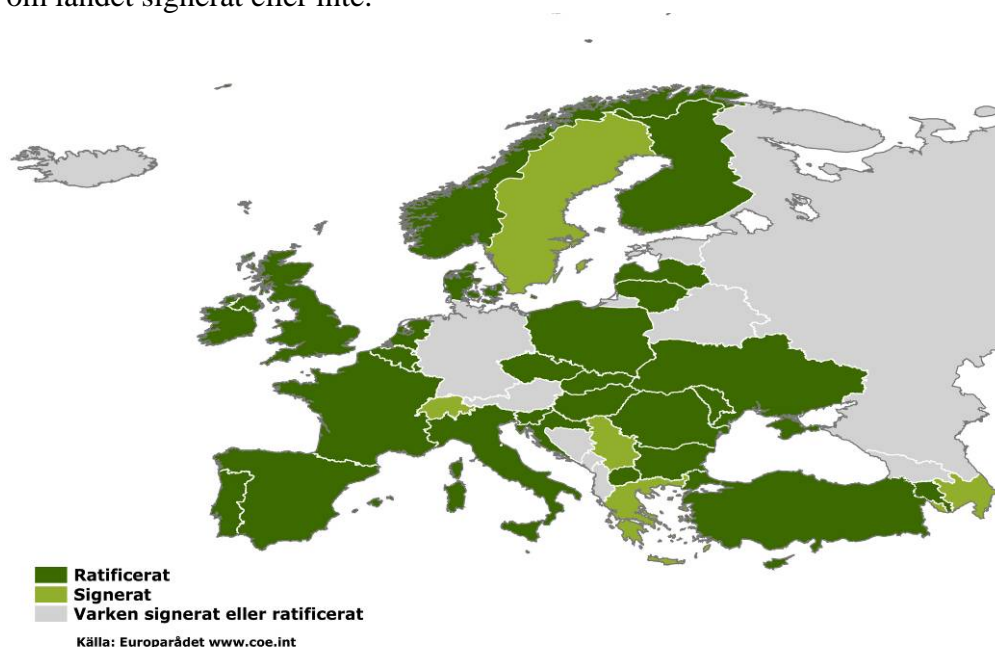 om landet signerat eller inte.
Ratificerat
Signerat
Varken signerat eller ratificerat
Källa: Europarådet www.coe.int